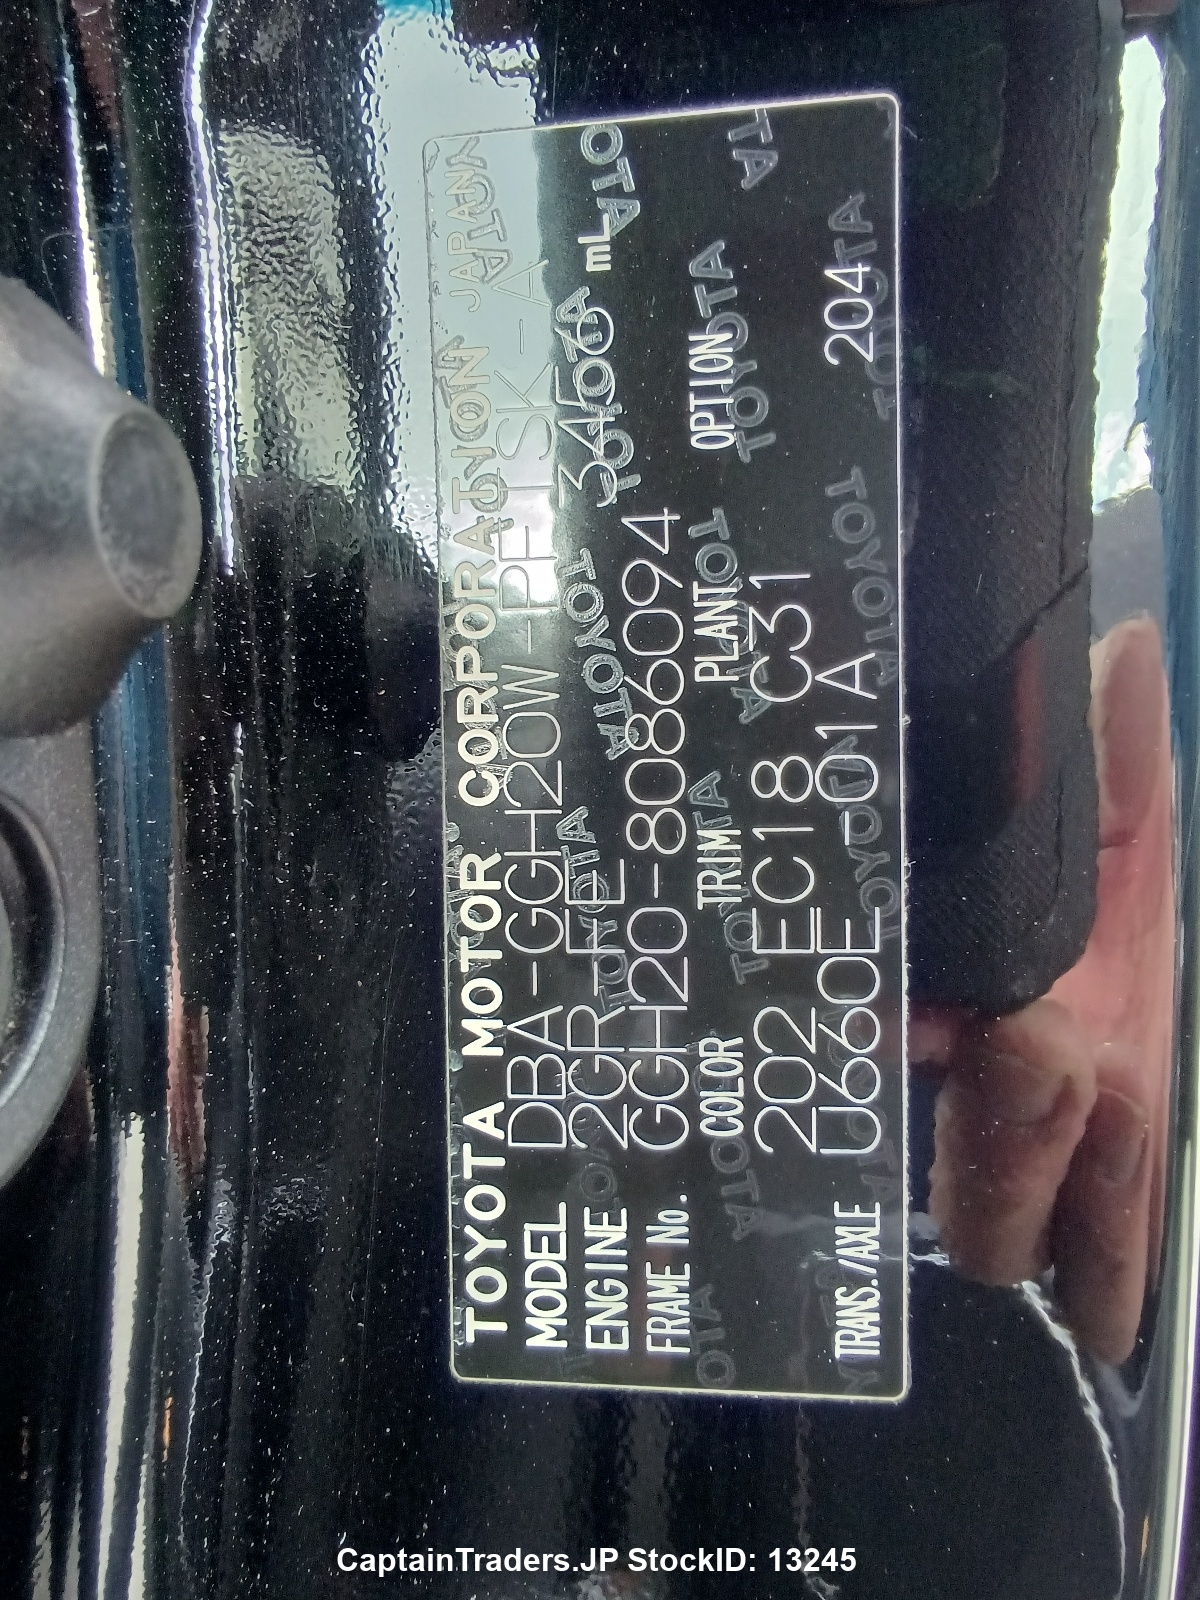 TOYOTA MOTOR CORPORATION JAPAN
MODEL DBA-GGH20W-PFTSK-A
ENGINE 2GR-FE 3456 mL
FRAME No. GGH20-8086094
COLOR TRIM PLANT OPTION
202 EC18 C31
TRANS./AXLE U660E -01A 204
CaptainTraders.JP StockID: 13245